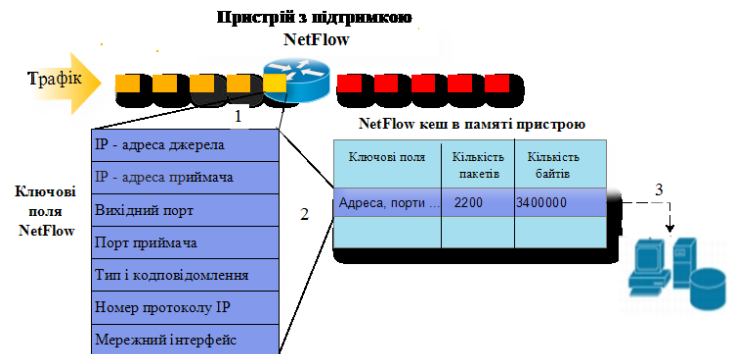 Пристрій з підтримкою
NetFlow
Трафік
1
NetFlow кеш в памяті пристрою
Ключові
поля
NetFlow
IP - адреса джерела
IP - адреса приймача
Вихідний порт
Порт приймача
Тип і кодповідомлення
Номер протоколу IP
Мережний інтерфейс
2
Ключові поля
Кількість
пакетів
Кількість
байтів
Адреса, порти ...
2200
3400000
3